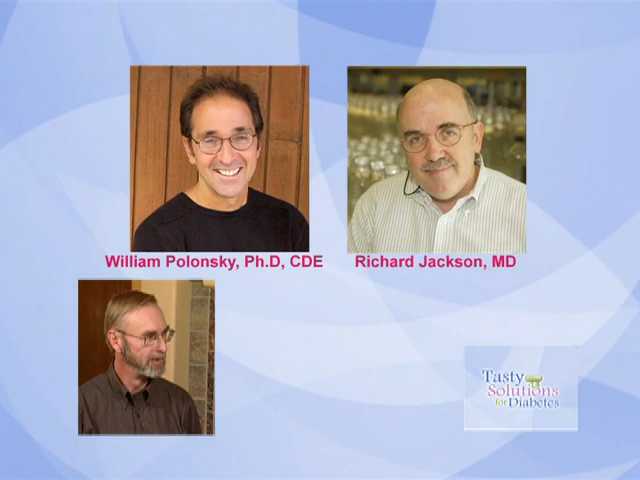 William Polonsky, Ph.D, CDE
Richard Jackson, MD
Tasty
Solutions
for Diabetes